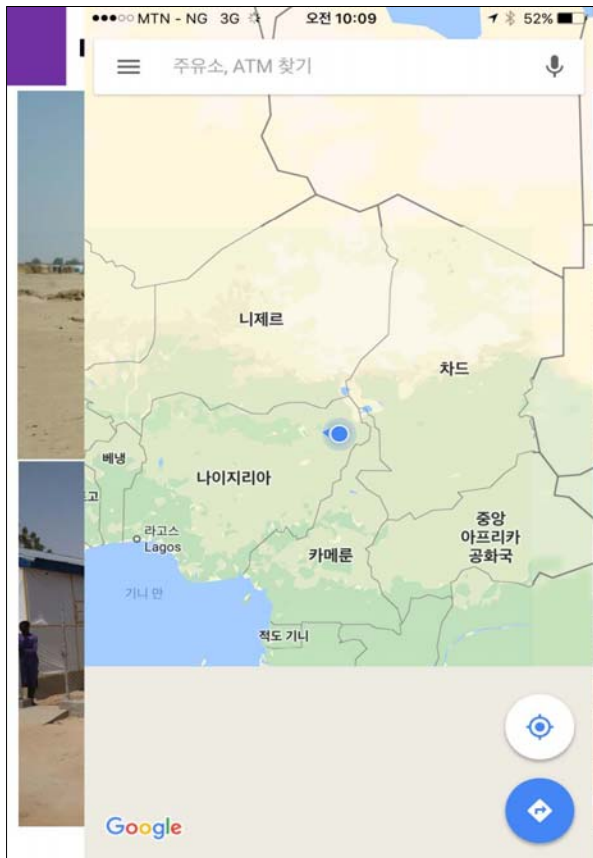 MTN - NG 3G 오전 10:09 52%
주유소, ATM 찾기
니제르
차드
베냉
나이지리아
고
중앙
아프리카
공화국
라고스
Lagos
카메룬
기니 만
적도 기니
Google